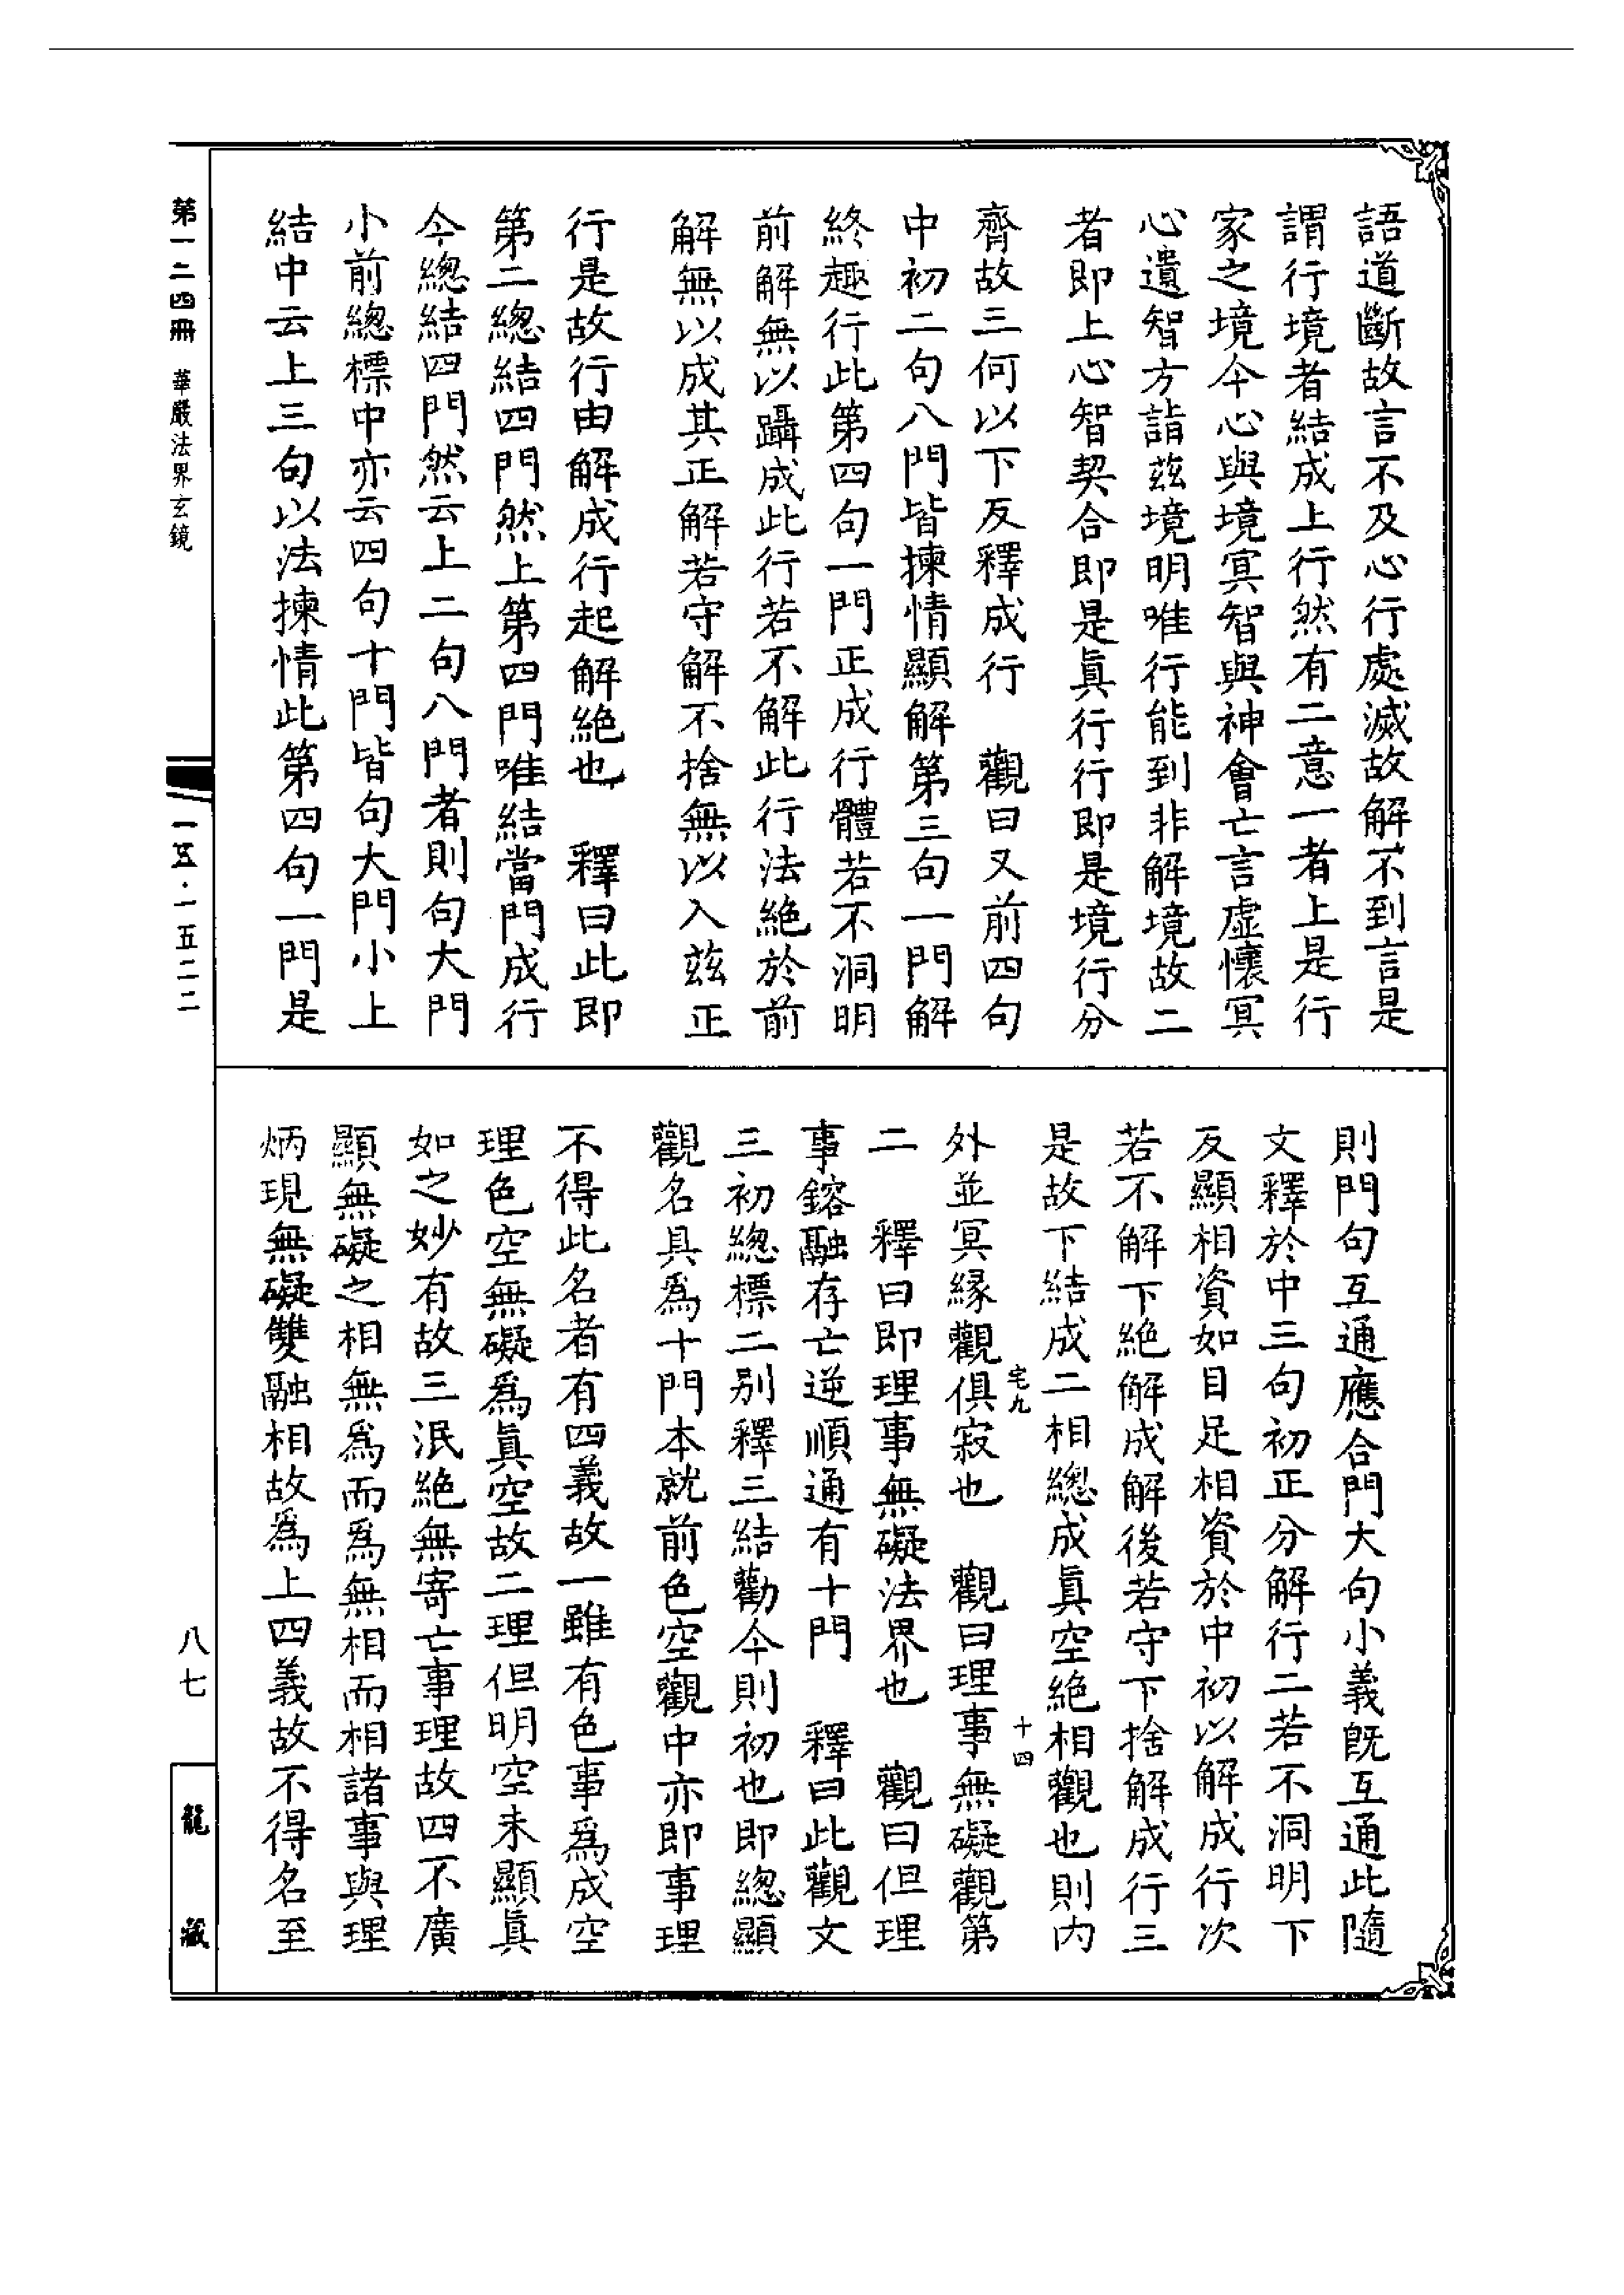 語道斷故言不及心行處滅故解不到言是
謂行境者結成上行然有二意一者上是行
家之境今心與境冥智與神會亡言虛懷冥
心遺智方詣茲境明唯行能到非解境故二
者即上心智契合即是眞行行即是境行分
齊故三何以下反釋成行　觀曰又前四句
中初二句八門皆揀情顯解第三句一門解
終趣行此第四句一門正成行體若不洞明
前解無以躡成此行若不解此行法絶於前
解無以成其正解若守解不捨無以入茲正
行是故行由解成行起解絶也　釋曰此即
第二總結四門然上第四門唯結當門成行
今總結四門然云上二句八門者則句大門
小前總標中亦云四句十門皆句大門小上
結中云上三句以法揀情此第四句一門是
則門句互通應合門大句小義旣互通此隨
文釋於中三句初正分解行二若不洞明下
反顯相資如目足相資於中初以解成行次
若不解下絶解成解後若守下捨解成行三
是故下結成二相總成眞空絶相觀也則内
宅九　十四
外並冥緣觀俱寂也　觀曰理事無礙觀第
二　釋曰即理事無礙法界也　觀曰但理
事鎔融存亡逆順通有十門　釋曰此觀文
三初總標二別釋三結勸今則初也即總顯
觀名具爲十門本就前色空觀中亦即事理
不得此名者有四義故一雖有色事爲成空
理色空無礙爲眞空故二理但明空未顯眞
如之妙有故三泯絶無寄亡事理故四不廣
顯無礙之相無爲而爲無相而相諸事與理
炳現無礙雙融相故爲上四義故不得名至
第一二四冊　華嚴法界玄鏡
一五·一五二二
八七
龍藏